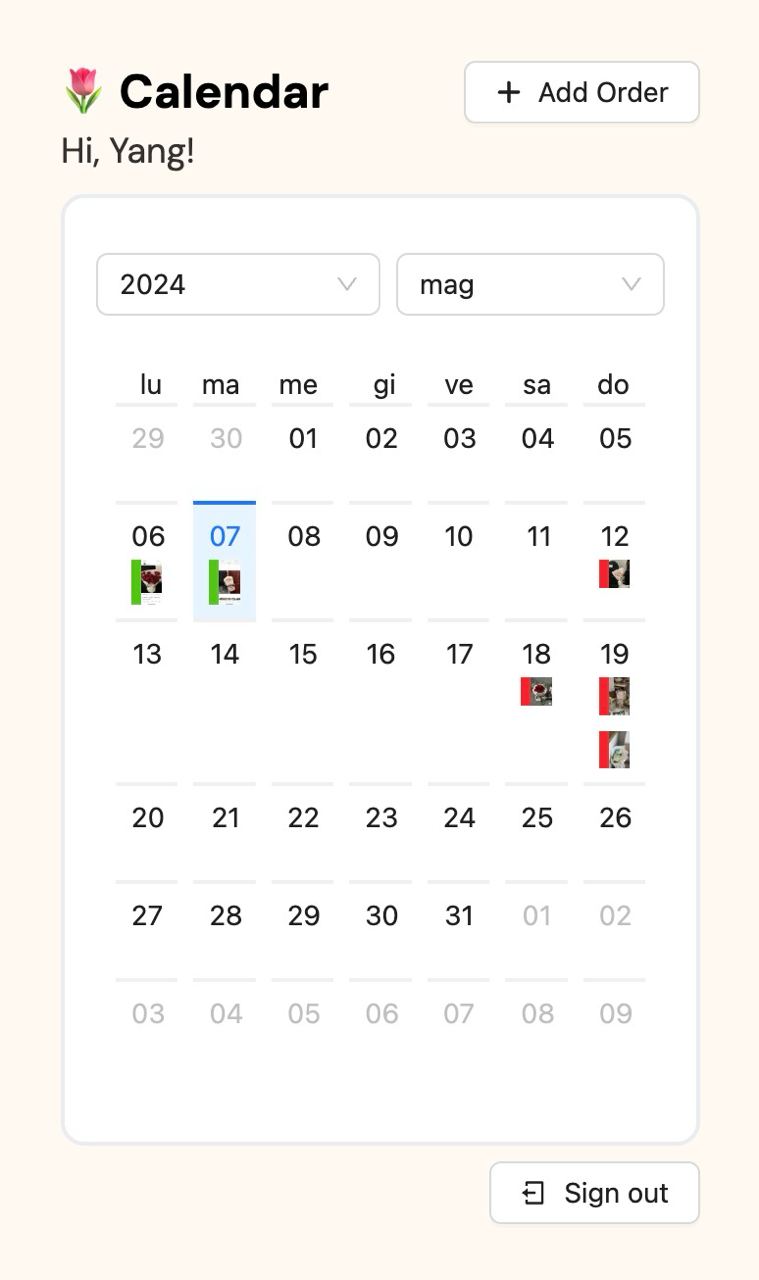 Calendar
+ Add Order
Hi, Yang!
2024 mag
lu ma me gi ve sa do
29 30 01 02 03 04 05
06 07 08 09 10 11 12
13 14 15 16 17 18 19
20 21 22 23 24 25 26
27 28 29 30 31 01 02
03 04 05 06 07 08 09
Sign out